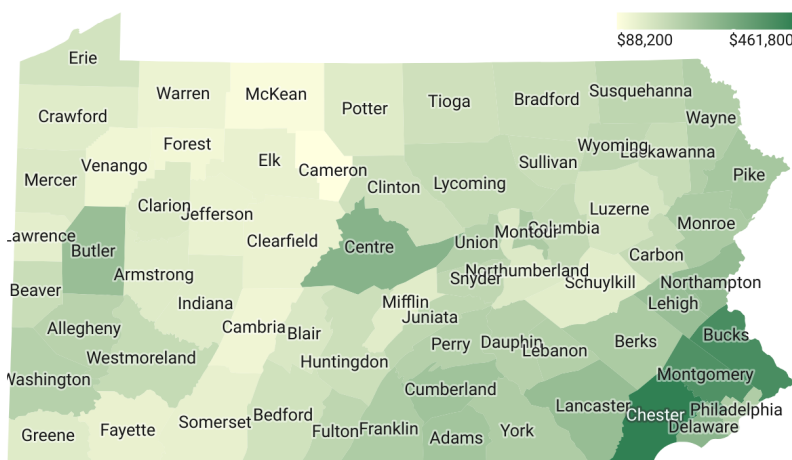 $88,200
$461,800
Erie
Warren
McKean
Potter
Tioga
Bradford
Susquehanna
Crawford
Wayne
Forest
Wyoming
Lackawanna
Venango
Elk
Cameron
Sullivan
Mercer
Clinton
Lycoming
Pike
Clarion
Jefferson
Luzerne
Lawrence
Butler
Clearfield
Centre
Union
Montour
Columbia
Monroe
Armstrong
Snyder
Northumberland
Carbon
Beaver
Schuylkill
Northampton
Indiana
Mifflin
Lehigh
Juniata
Allegheny
Cambria
Blair
Perry
Dauphin
Lebanon
Berks
Bucks
Westmoreland
Huntingdon
Washington
Cumberland
Montgomery
Lancaster
Chester
Philadelphia
Greene
Fayette
Somerset
Bedford
Fulton
Franklin
Adams
York
Delaware